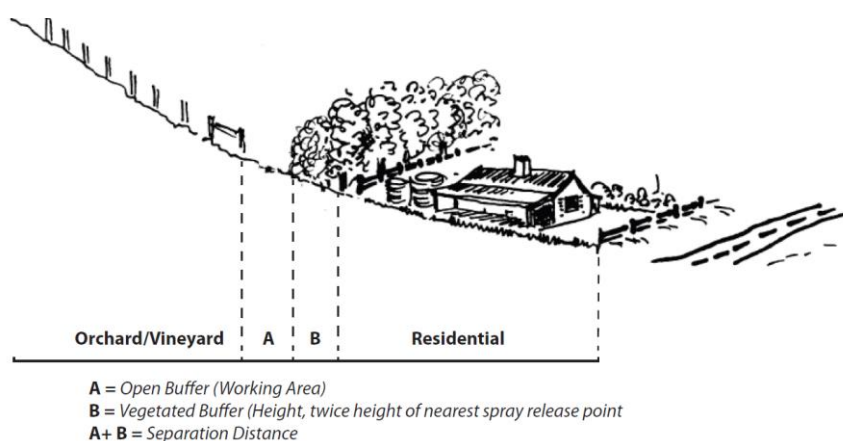 Orchard/Vineyard A B Residential
A = Open Buffer (Working Area)
B = Vegetated Buffer (Height, twice height of nearest spray release point
A+ B = Separation Distance